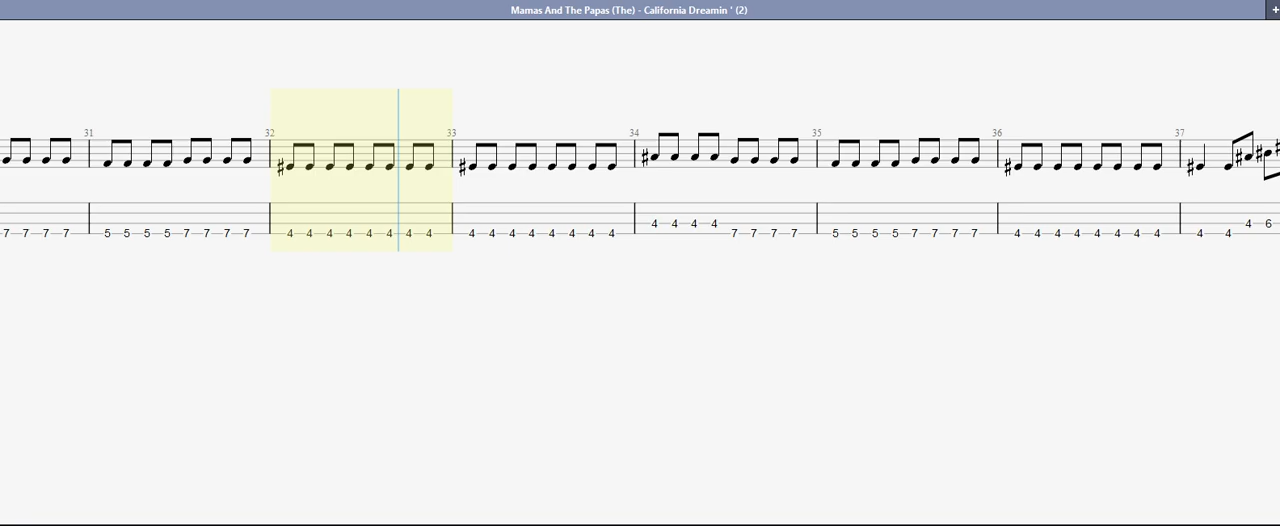 Mamas And The Papas (The) - California Dreamin ' (2)
+
31 32 33 34 35 36 37
4 4 4 4 4 6
7 7 7 7 5 5 5 5 7 7 7 7 4 4 4 4 4 4 4 4 4 4 4 4 4 4 4 4 7 7 7 7 5 5 5 5 7 7 7 7 4 4 4 4 4 4 4 4 4 4